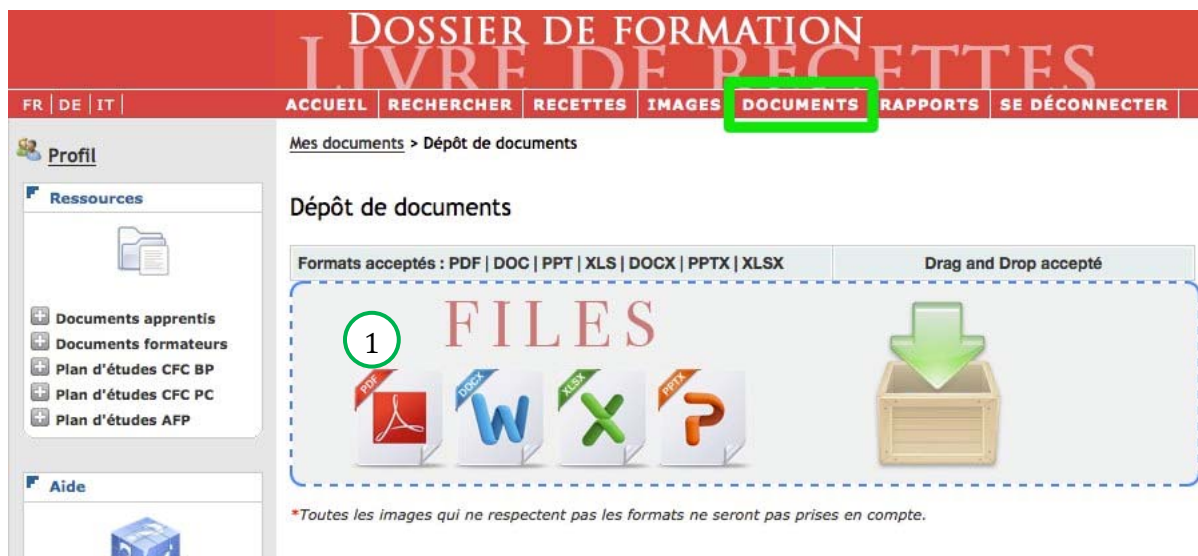 DOSSIER DE FORMATION
LIVRE DE RECETTES
FR | DE | IT |
ACCUEIL | RECHERCHER | RECETTES | IMAGES | DOCUMENTS | RAPPORTS | SE DÉCONNECTER
Profil
Mes documents > Dépôt de documents
Ressources
Dépôt de documents
Formats acceptés : PDF | DOC | PPT | XLS | DOCX | PPTX | XLSX
Drag and Drop accepté
FILES
1
PDF
DOCX
XLSX
PPTX
Documents apprentis
Documents formateurs
Plan d'études CFC BP
Plan d'études CFC PC
Plan d'études AFP
Aide
*Toutes les images qui ne respectent pas les formats ne seront pas prises en compte.